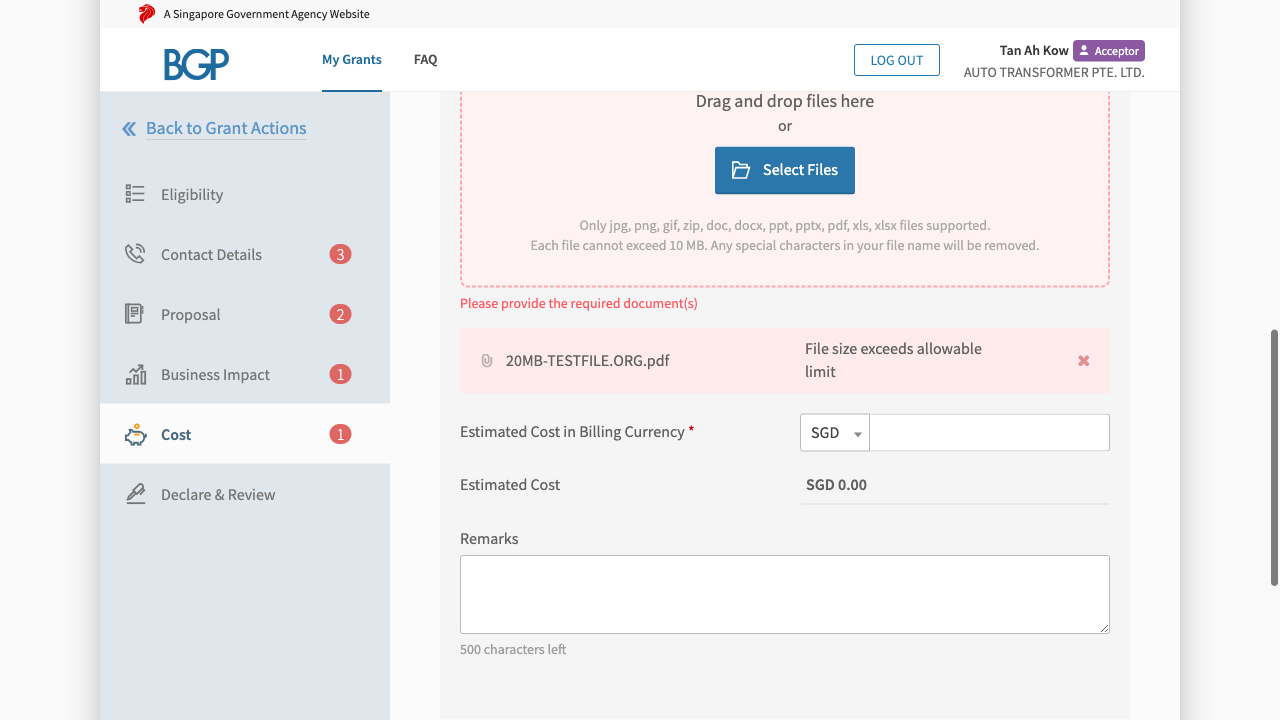 A Singapore Government Agency Website
BGP
My Grants
FAQ
LOG OUT
Tan Ah Kow
Acceptor
AUTO TRANSFORMER PTE. LTD.
Back to Grant Actions
Eligibility
Contact Details
3
Proposal
2
Business Impact
1
Cost
1
Declare & Review
Drag and drop files here
or
Select Files
Only jpg, png, gif, zip, doc, docx, ppt, pptx, pdf, xls, xlsx files supported.
Each file cannot exceed 10 MB. Any special characters in your file name will be removed.
Please provide the required document(s)
20MB-TESTFILE.ORG.pdf
File size exceeds allowable
limit
Estimated Cost in Billing Currency *
SGD
Estimated Cost
SGD 0.00
Remarks
500 characters left